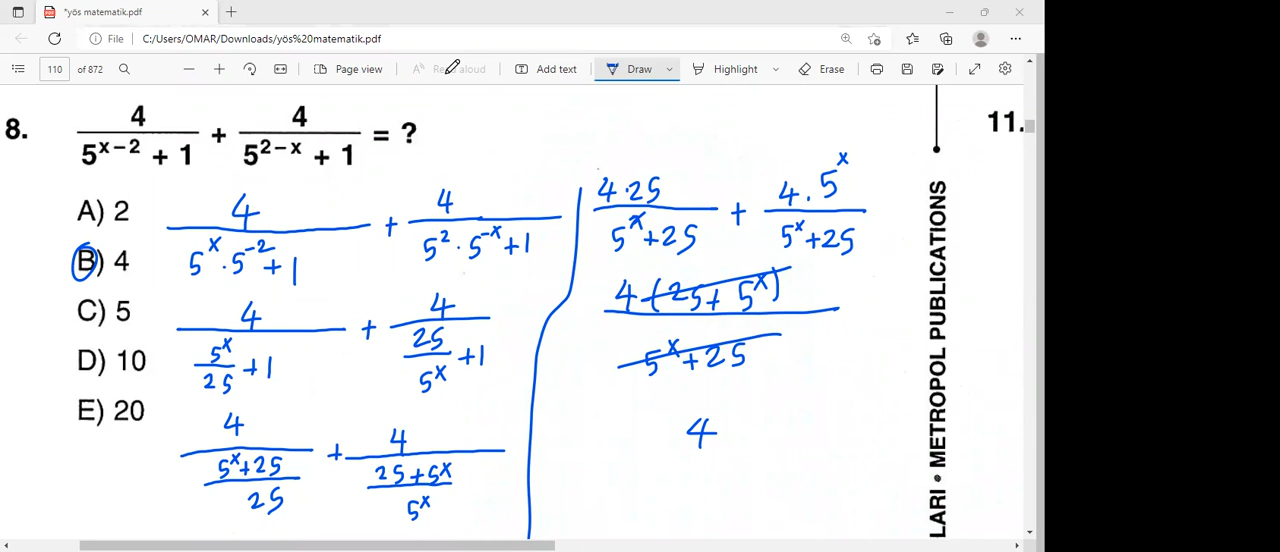 *yös matematik.pdf
File C:/Users/OMAR/Downloads/yös%20matematik.pdf
110 of 872 Page view Read aloud Add text Draw Highlight Erase
8. 4/(5^(x−2) + 1) + 4/(5^(2−x) + 1) = ?
11.
A) 2
B) 4
C) 5
D) 10
E) 20
4/(5^x · 5^-2 + 1) + 4/(5^2 · 5^-x + 1)
4/(5^x/25 + 1) + 4/(25/5^x + 1)
4/((5^x + 25)/25) + 4/((25 + 5^x)/5^x)
4·25/(5^x + 25) + 4·5^x/(5^x + 25)
4 (25 + 5^x)/(5^x + 25)
4
LARI • METROPOL PUBLICATIONS